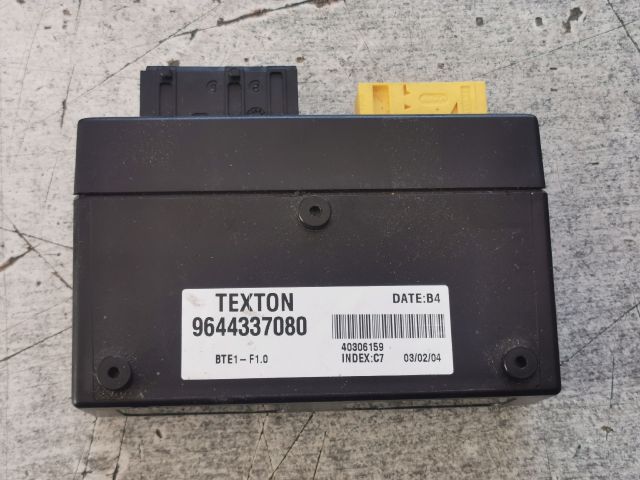 TEXTON
DATE:B4
9644337080
40306159
BTE1-F1.0
INDEX:C7
03/02/04